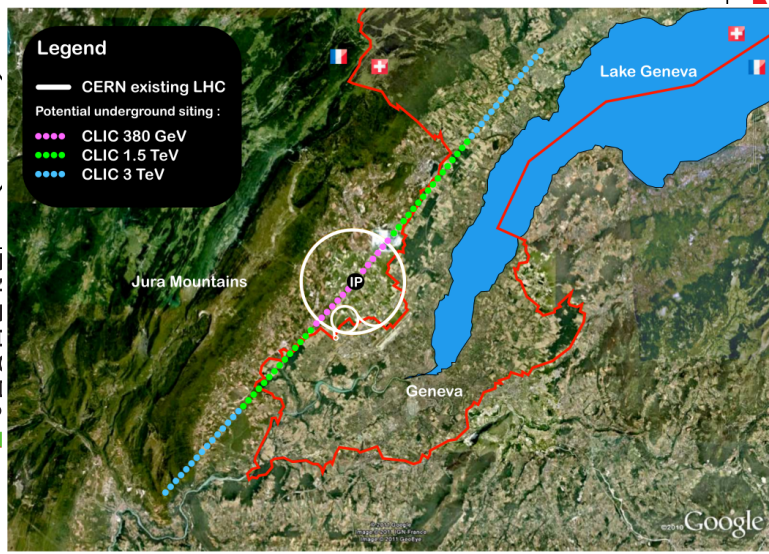 Legend
CERN existing LHC
Potential underground siting :
CLIC 380 GeV
CLIC 1.5 TeV
CLIC 3 TeV
Lake Geneva
Jura Mountains
IP
Geneva
©2010 Google